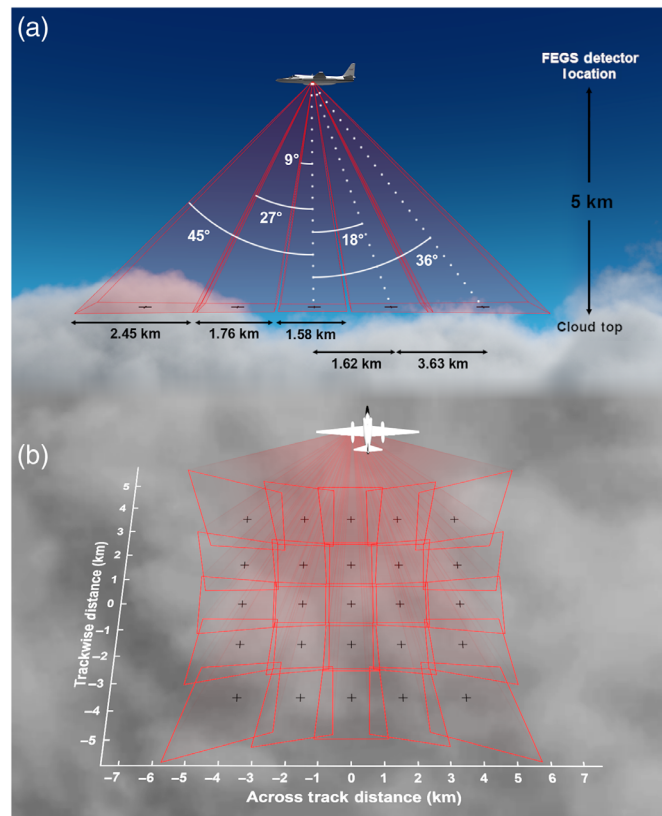 (a)
FEGS detector
location
9°
5 km
27°
18°
45°
36°
Cloud top
2.45 km
1.76 km
1.58 km
1.62 km
3.63 km
(b)
Trackwise distance (km)
5
4
3
2
1
0
–1
–2
–3
–4
–5
–7
–6
–5
–4
–3
–2
–1
0
1
2
3
4
5
6
7
Across track distance (km)